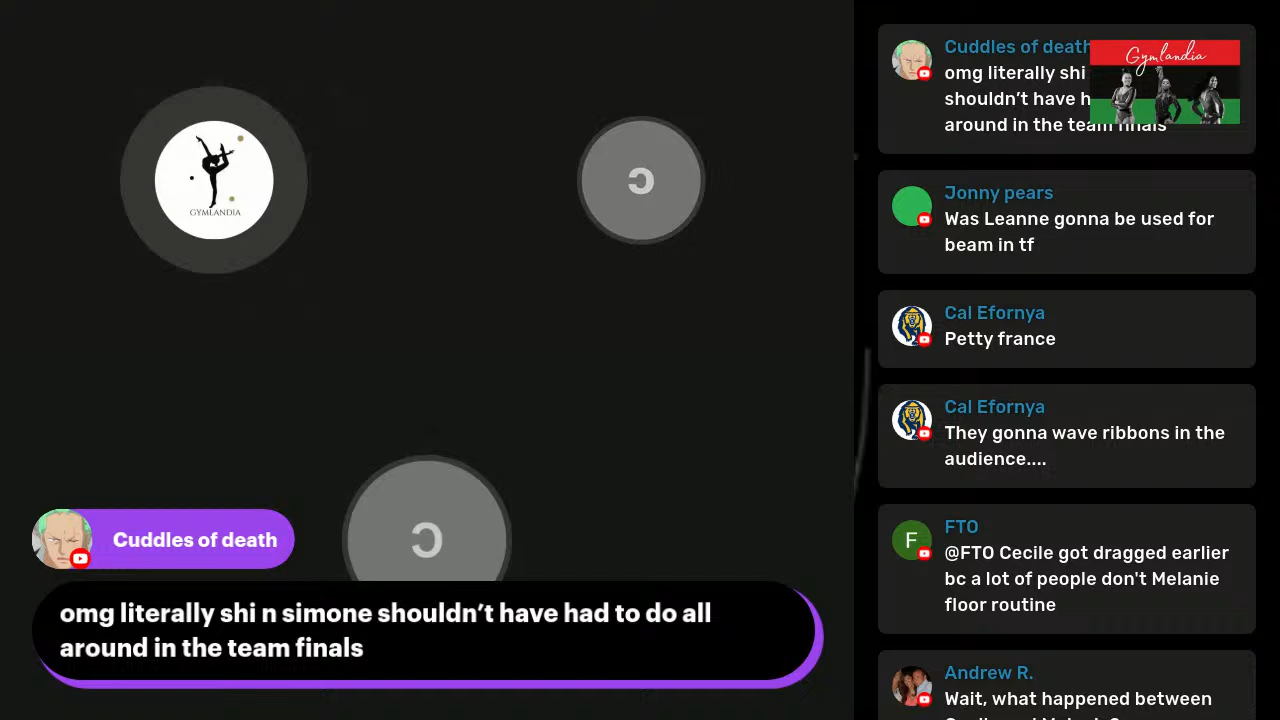 GYMLANDIA
ɔ
ɔ
Cuddles of death
omg literally shi n simone shouldn’t have had to do all
around in the team finals
Cuddles of death
omg literally shi
shouldn’t have h
around in the team finals
Gymlandia
Jonny pears
Was Leanne gonna be used for
beam in tf
Cal Efornya
Petty france
Cal Efornya
They gonna wave ribbons in the
audience....
F
FTO
@FTO Cecile got dragged earlier
bc a lot of people don't Melanie
floor routine
Andrew R.
Wait, what happened between